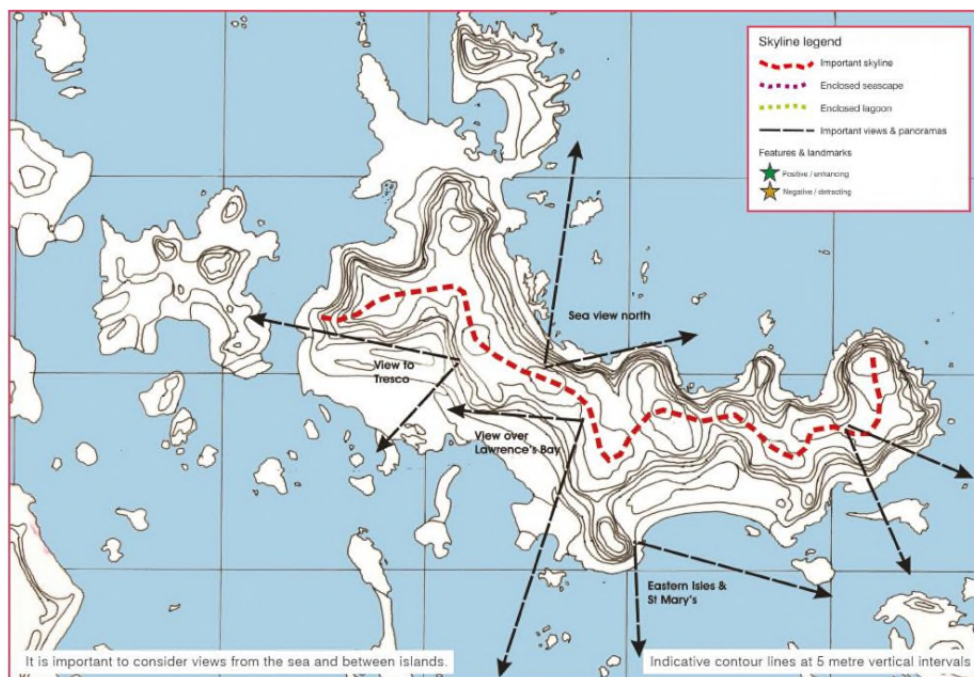 Skyline legend
Important skyline
Enclosed seascape
Enclosed lagoon
Important views & panoramas
Features & landmarks
Positive / enhancing
Negative / detracting
Sea view north
View to
Tresco
View over
Lawrence's Bay
Eastern Isles &
St Mary's
It is important to consider views from the sea and between islands.
Indicative contour lines at 5 metre vertical intervals